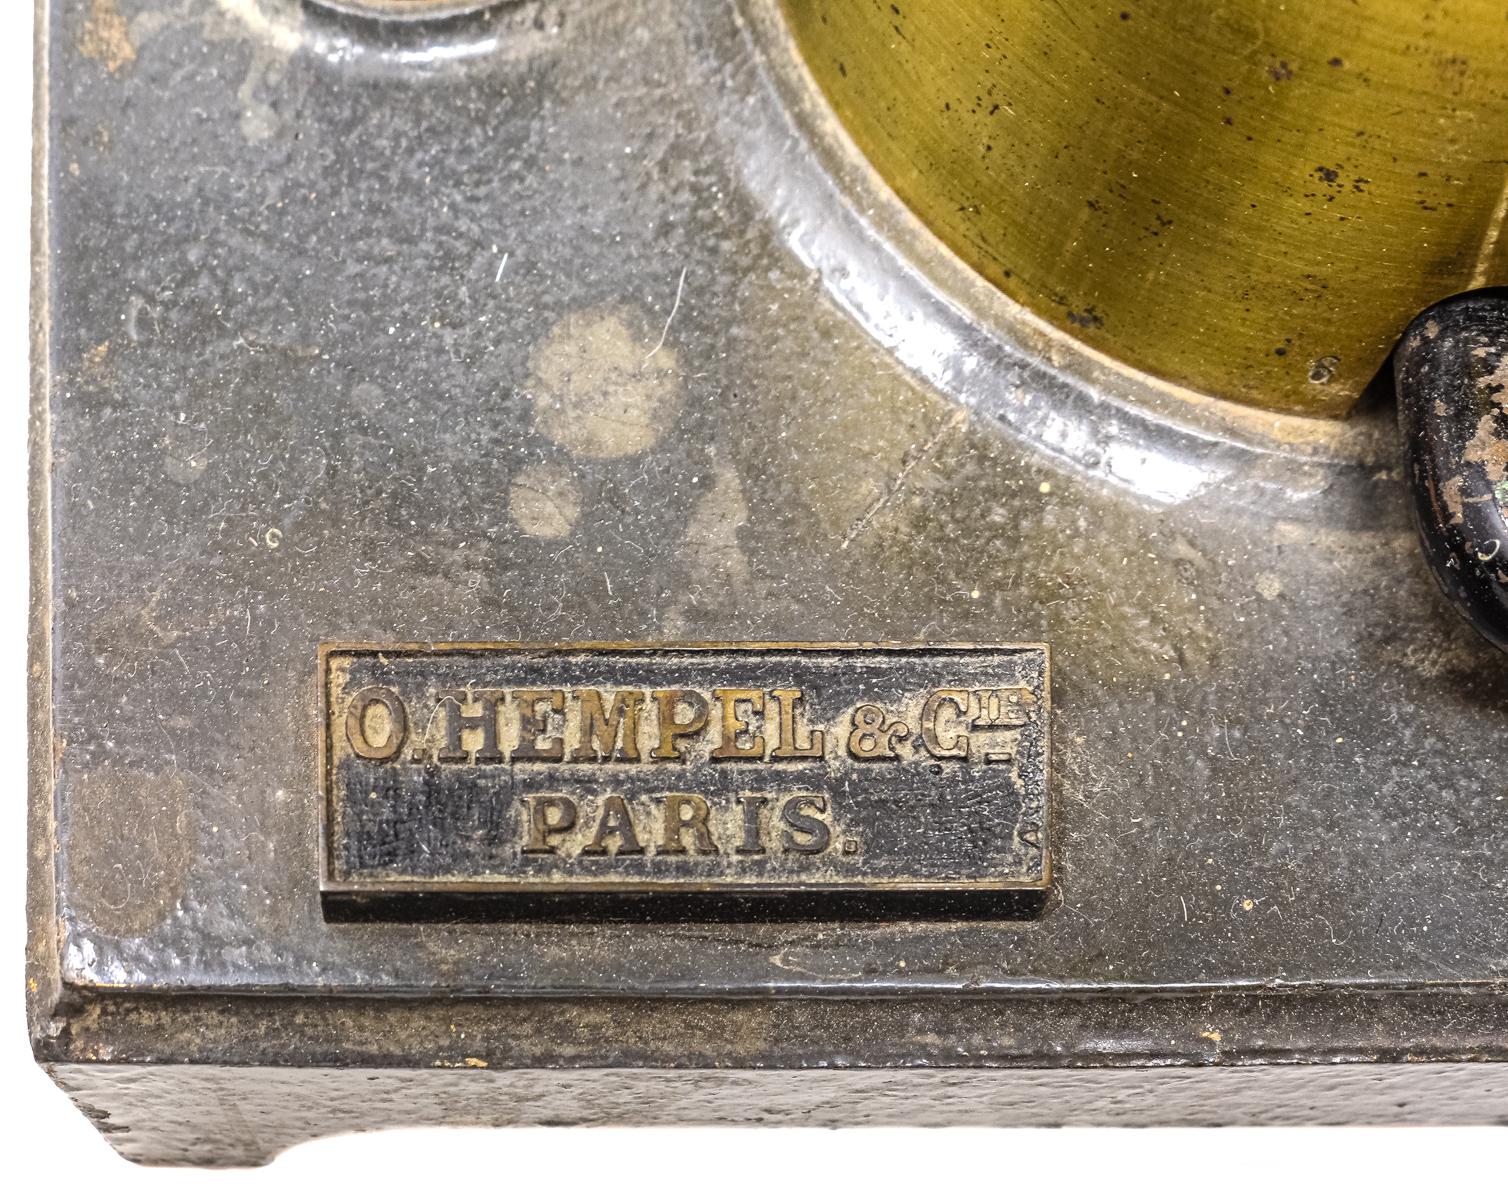 O. HEMPEL & CIE
PARIS.